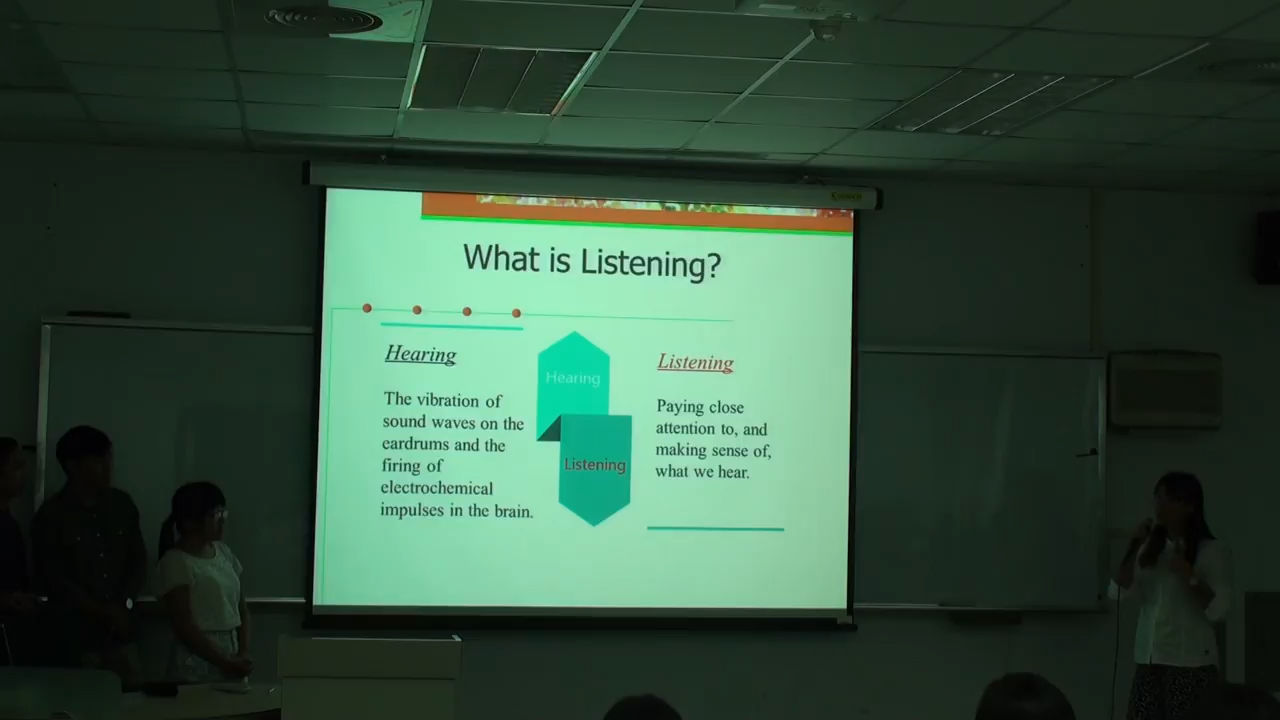 What is Listening?
Hearing
The vibration of
sound waves on the
eardrums and the
firing of
electrochemical
impulses in the brain.
Hearing
Listening
Listening
Paying close
attention to, and
making sense of,
what we hear.